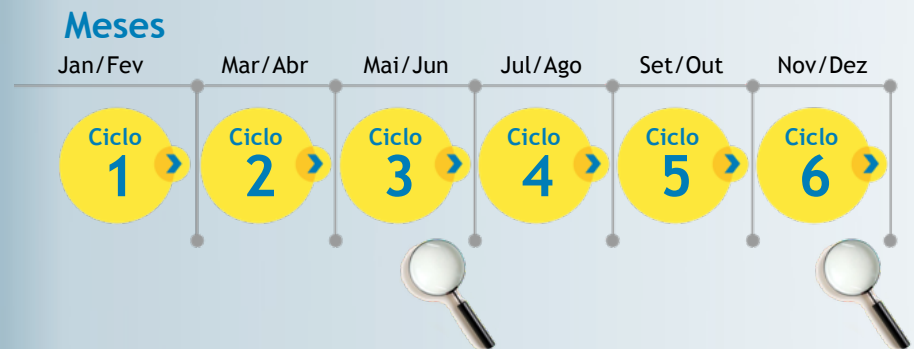 Meses
Jan/Fev Mar/Abr Mai/Jun Jul/Ago Set/Out Nov/Dez
Ciclo Ciclo Ciclo Ciclo Ciclo Ciclo
1 2 3 4 5 6